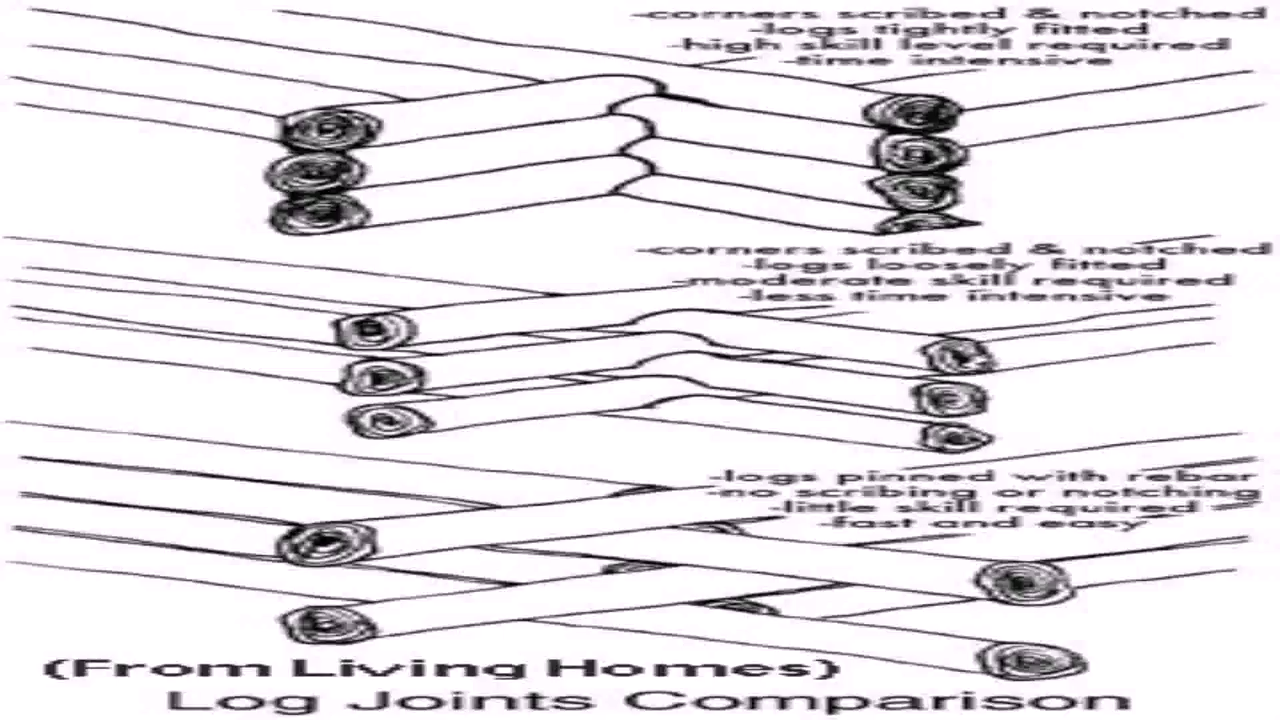 -corners scribed & notched
-logs tightly fitted
-high skill level required
-time intensive
-corners scribed & notched
-logs loosely fitted
-moderate skill required
-less time intensive
-logs pinned with rebar
-no scribing or notching
-little skill required
-fast and easy
(From Living Homes)
Log Joints Comparison